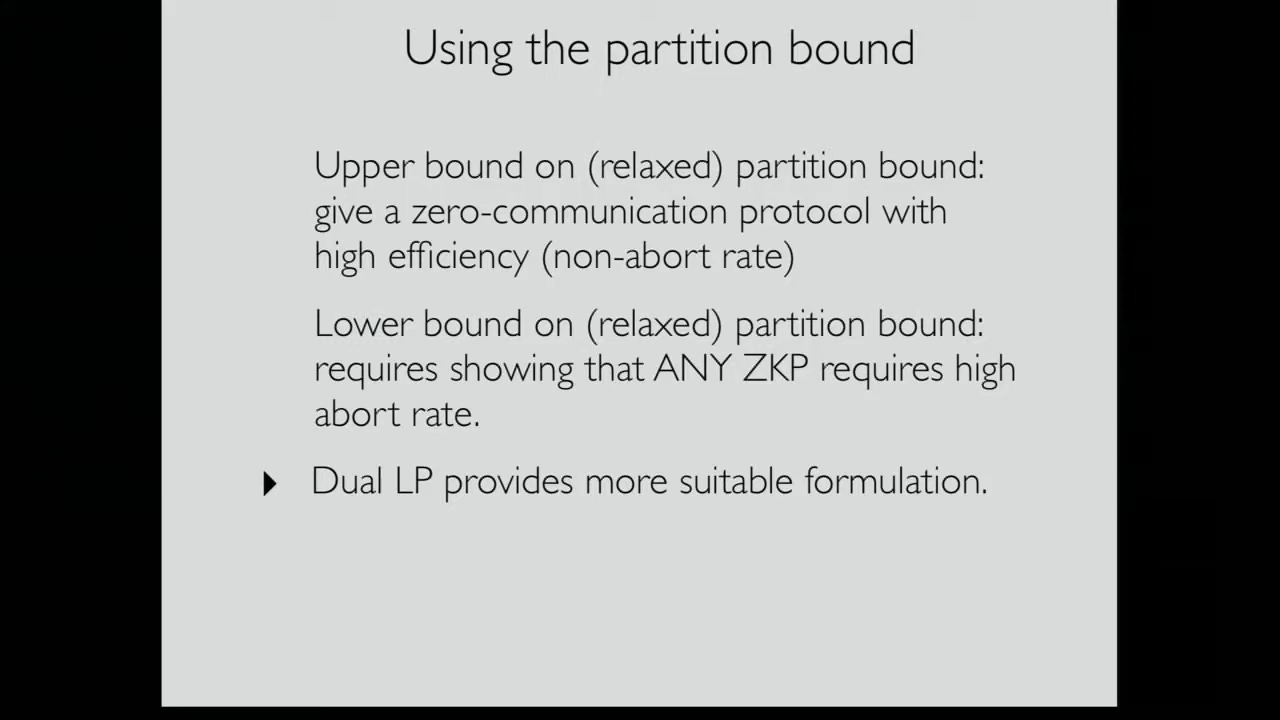 Using the partition bound
Upper bound on (relaxed) partition bound:
give a zero-communication protocol with
high efficiency (non-abort rate)
Lower bound on (relaxed) partition bound:
requires showing that ANY ZKP requires high
abort rate.
Dual LP provides more suitable formulation.